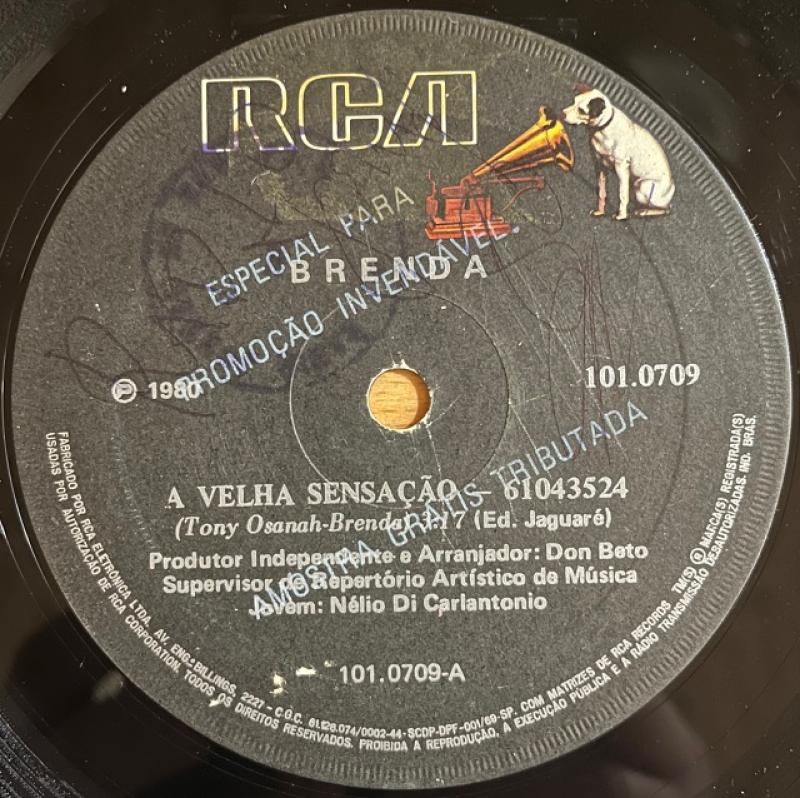 RCA
ESPECIAL PARA
PROMOÇÃO INVENDÁVEL.
AMOSTRA GRÁTIS TRIBUTADA
BRENDA
℗ 1980
101.0709
A VELHA SENSAÇÃO – 61043524
(Tony Osanah-Brenda) (Ed. Jaguaré)
Produtor Independente e Arranjador: Don Beto
Supervisor de Repertório Artístico de Música
Jovem: Nélio Di Carlantonio
101.0709-A
FABRICADO POR RCA ELETRÔNICA LTDA. AV. ENG. BILLINGS, 2227 - C.G.C. 61.126.074/0002-44 - SCDP-DPF-001/69-SP. COM MATRIZES DE RCA RECORDS TM(S) ® MARCA(S) REGISTRADA(S)
USADAS POR AUTORIZAÇÃO DE RCA CORPORATION. TODOS OS DIREITOS RESERVADOS. PROIBIDA A REPRODUÇÃO, A EXECUÇÃO PÚBLICA E A RÁDIO TRANSMISSÃO DESAUTORIZADAS. IND. BRAS.